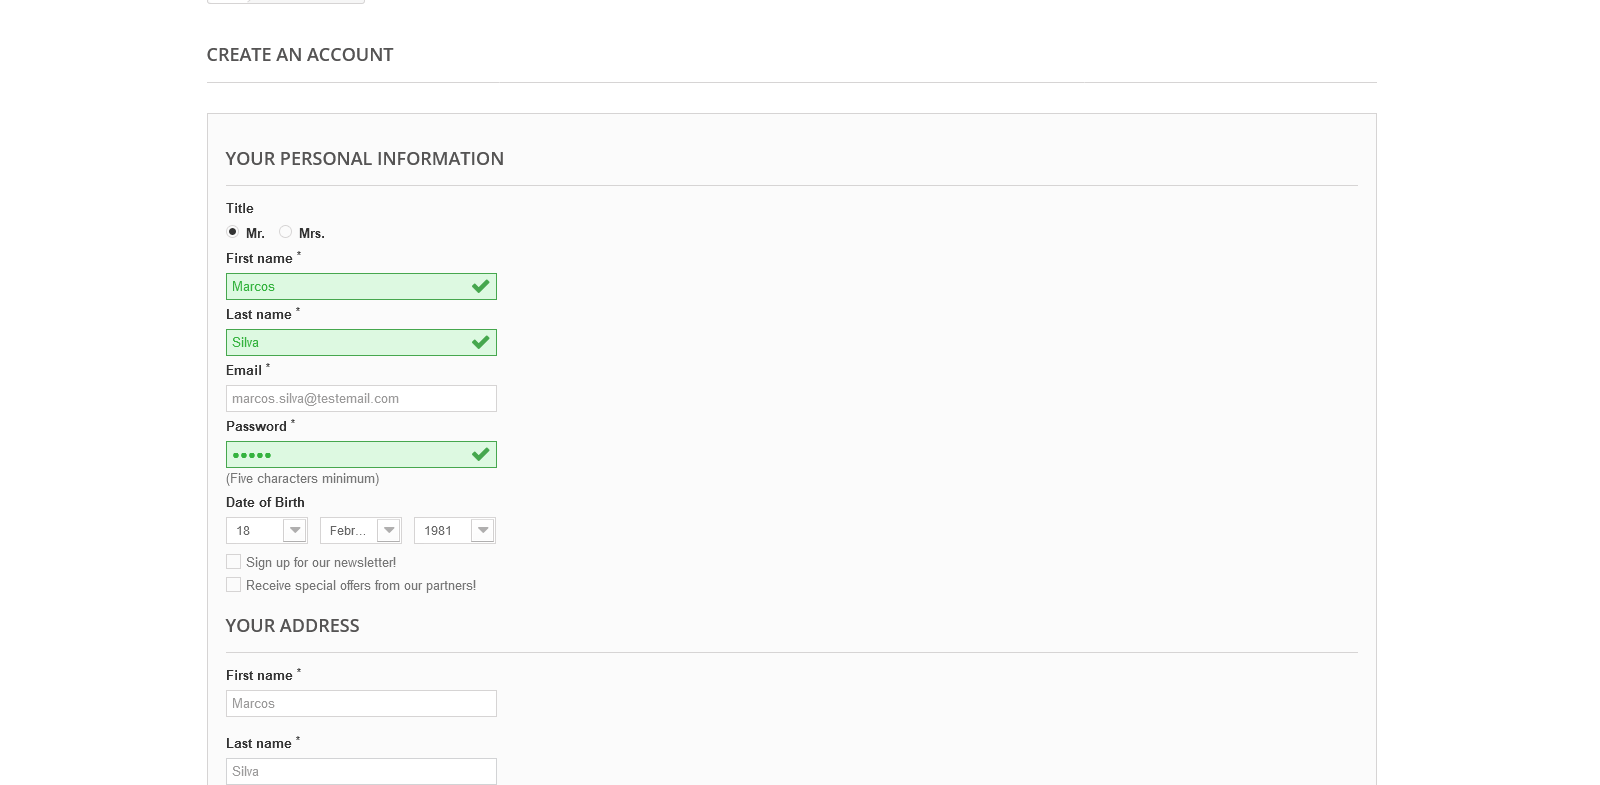 CREATE AN ACCOUNT
YOUR PERSONAL INFORMATION
Title
Mr. Mrs.
First name *
Marcos
Last name *
Silva
Email *
marcos.silva@testemail.com
Password *
•••••
(Five characters minimum)
Date of Birth
18 Febr... 1981
Sign up for our newsletter!
Receive special offers from our partners!
YOUR ADDRESS
First name *
Marcos
Last name *
Silva